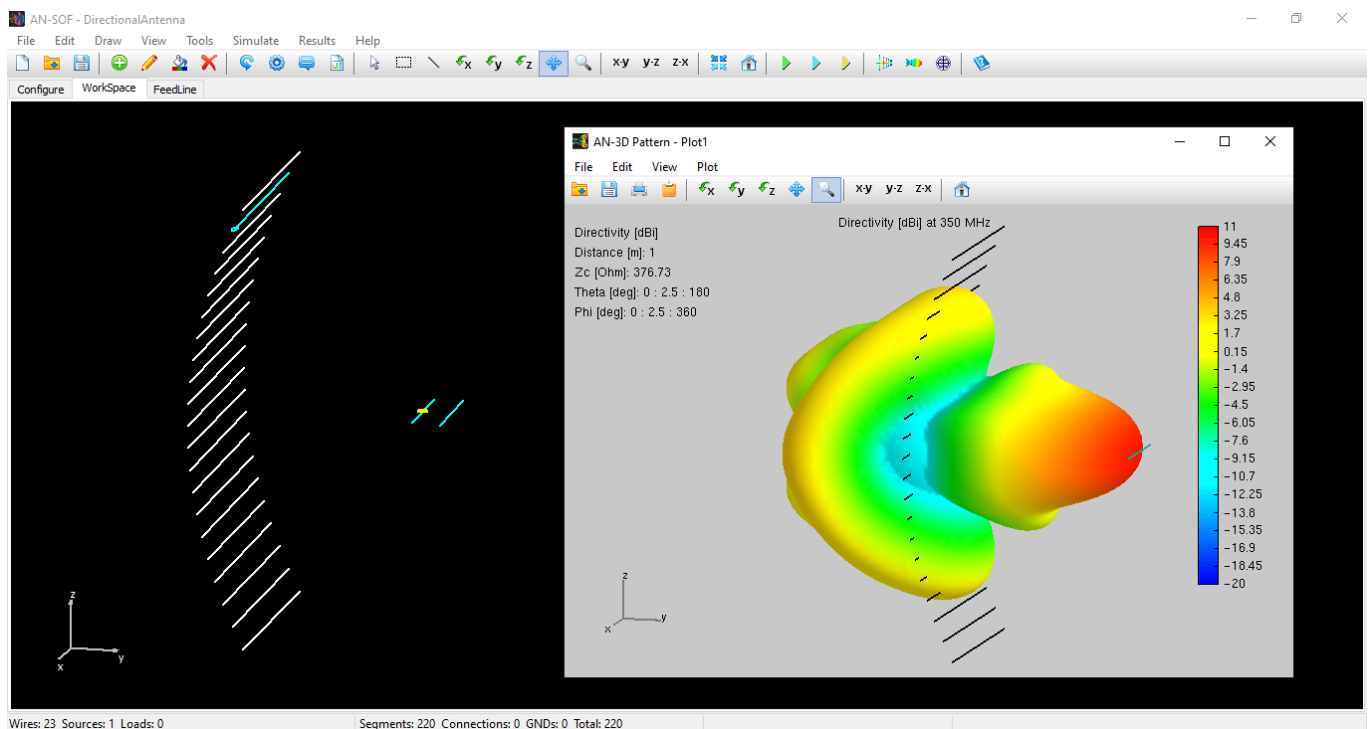 AN-SOF - DirectionalAntenna
File Edit Draw View Tools Simulate Results Help
x-y y-z z-x
Configure WorkSpace FeedLine
z
x
y
AN-3D Pattern - Plot1
File Edit View Plot
x y z x-y y-z z-x
Directivity [dBi]
Distance [m]: 1
Zc [Ohm]: 376.73
Theta [deg]: 0 : 2.5 : 180
Phi [deg]: 0 : 2.5 : 360
Directivity [dBi] at 350 MHz
11
9.45
7.9
6.35
4.8
3.25
1.7
0.15
-1.4
-2.95
-4.5
-6.05
-7.6
-9.15
-10.7
-12.25
-13.8
-15.35
-16.9
-18.45
-20
z
x
y
Wires: 23 Sources: 1 Loads: 0
Segments: 220 Connections: 0 GNDs: 0 Total: 220